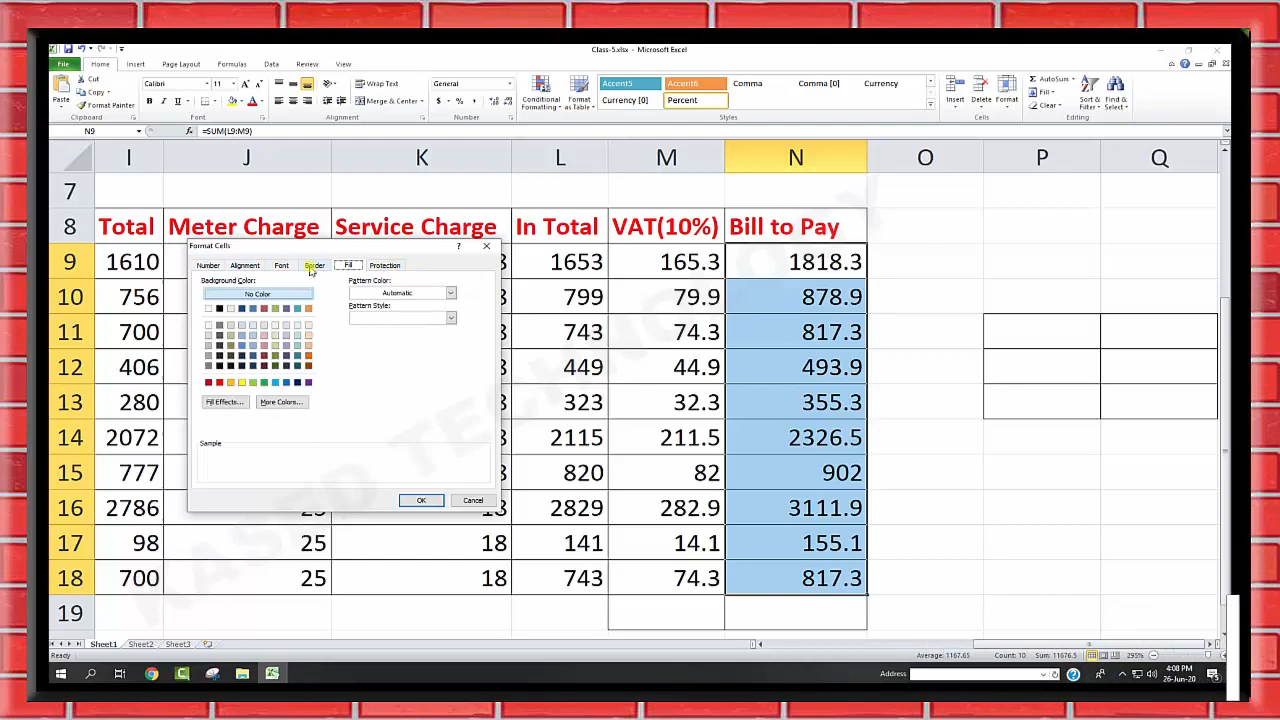 Class-5.xlsx - Microsoft Excel
File Home Insert Page Layout Formulas Data Review View
Cut
Copy
Format Painter
Paste
Clipboard
Calibri 11
B I U
Font
Wrap Text
Merge & Center
Alignment
General
$ % ,
Number
Conditional Formatting
Format as Table
Accent5 Accent6 Comma Comma [0] Currency
Currency [0] Percent
Styles
Insert Delete Format
Cells
AutoSum
Fill
Clear
Sort & Filter
Find & Select
Editing
N9 fx =SUM(L9:M9)
I J K L M N O P Q
7
8 Total Meter Charge Service Charge In Total VAT(10%) Bill to Pay
9 1610 1653 165.3 1818.3
10 756 799 79.9 878.9
11 700 743 74.3 817.3
12 406 449 44.9 493.9
13 280 323 32.3 355.3
14 2072 2115 211.5 2326.5
15 777 820 82 902
16 2786 25 18 2829 282.9 3111.9
17 98 25 18 141 14.1 155.1
18 700 25 18 743 74.3 817.3
19
Format Cells
Number Alignment Font Border Fill Protection
Background Color:
No Color
Fill Effects... More Colors...
Pattern Color:
Automatic
Pattern Style:
Sample
OK Cancel
KASED TECHNOLOGY
Sheet1 Sheet2 Sheet3
Ready Average: 1167.65 Count: 10 Sum: 11676.5 295%
Address
4:08 PM
26-Jun-20